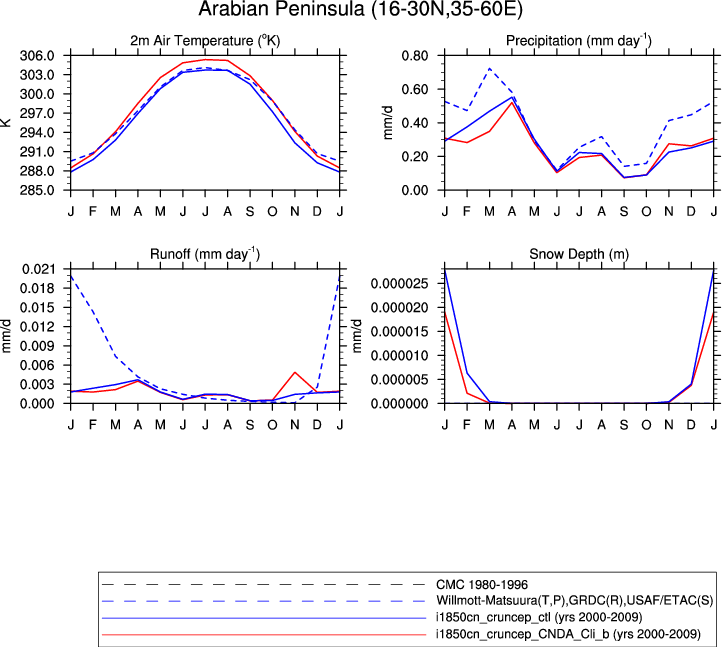 Arabian Peninsula (16-30N,35-60E)
2m Air Temperature (°K)
306.0
303.0
300.0
297.0
294.0
291.0
288.0
285.0
K
J F M A M J J A S O N D J
Precipitation (mm day⁻¹)
0.80
0.60
0.40
0.20
0.00
mm/d
J F M A M J J A S O N D J
Runoff (mm day⁻¹)
0.021
0.018
0.015
0.012
0.009
0.006
0.003
0.000
mm/d
J F M A M J J A S O N D J
Snow Depth (m)
0.000025
0.000020
0.000015
0.000010
0.000005
0.000000
mm/d
J F M A M J J A S O N D J
CMC 1980-1996
Willmott-Matsuura(T,P),GRDC(R),USAF/ETAC(S)
i1850cn_cruncep_ctl (yrs 2000-2009)
i1850cn_cruncep_CNDA_Cli_b (yrs 2000-2009)